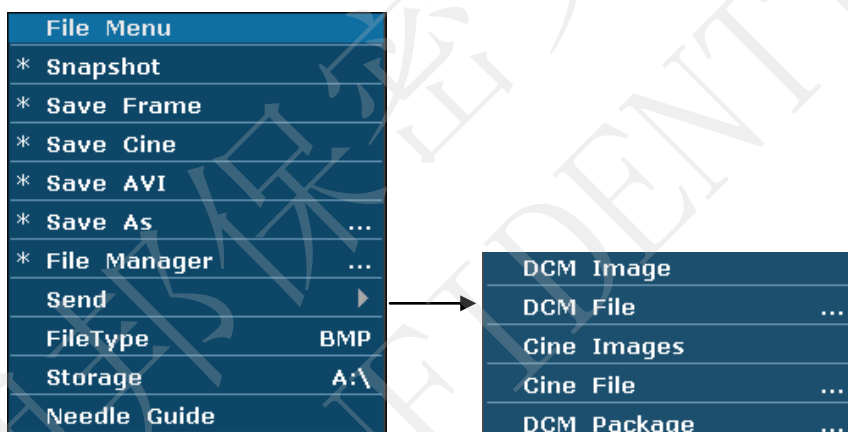 File Menu
* Snapshot
* Save Frame
* Save Cine
* Save AVI
* Save As ...
* File Manager ...
Send
FileType BMP
Storage A:\
Needle Guide
DCM Image
DCM File ...
Cine Images
Cine File ...
DCM Package ...